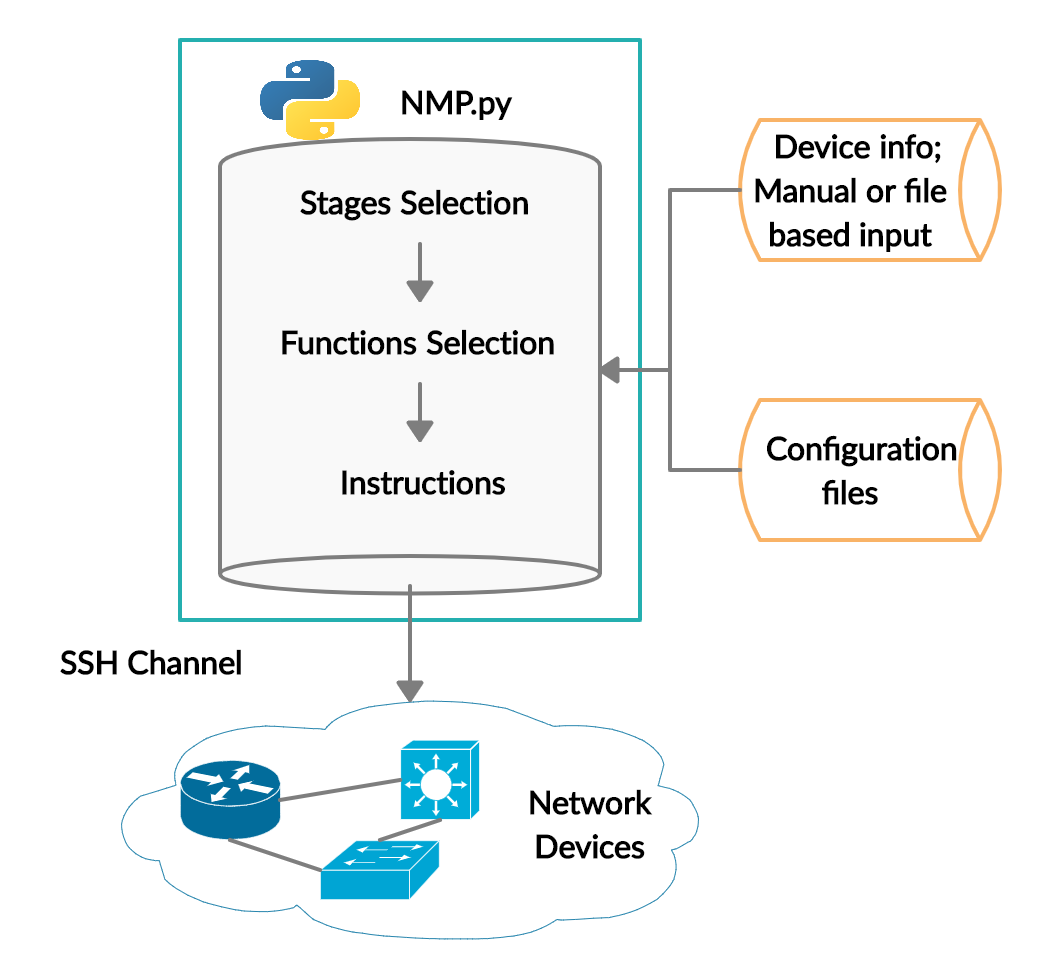 NMP.py
Stages Selection
Functions Selection
Instructions
Device info;
Manual or file
based input
Configuration
files
SSH Channel
Network
Devices